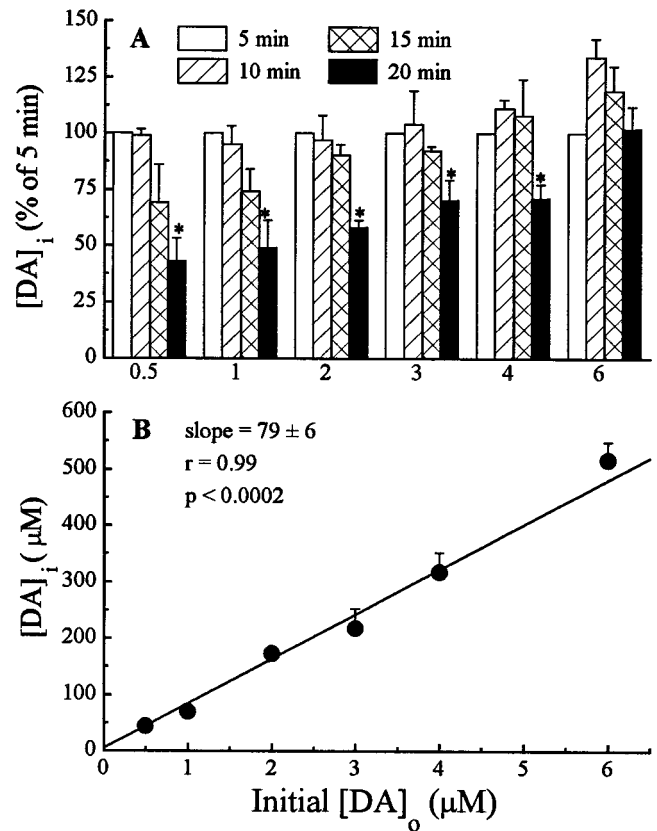 A
5 min
15 min
10 min
20 min
[DA]i (% of 5 min)
150
125
100
75
50
25
0
* * * * *
0.5 1 2 3 4 6
B
slope = 79 ± 6
r = 0.99
p < 0.0002
[DA]i (μM)
600
500
400
300
200
100
0
0 1 2 3 4 5 6
Initial [DA]o (μM)